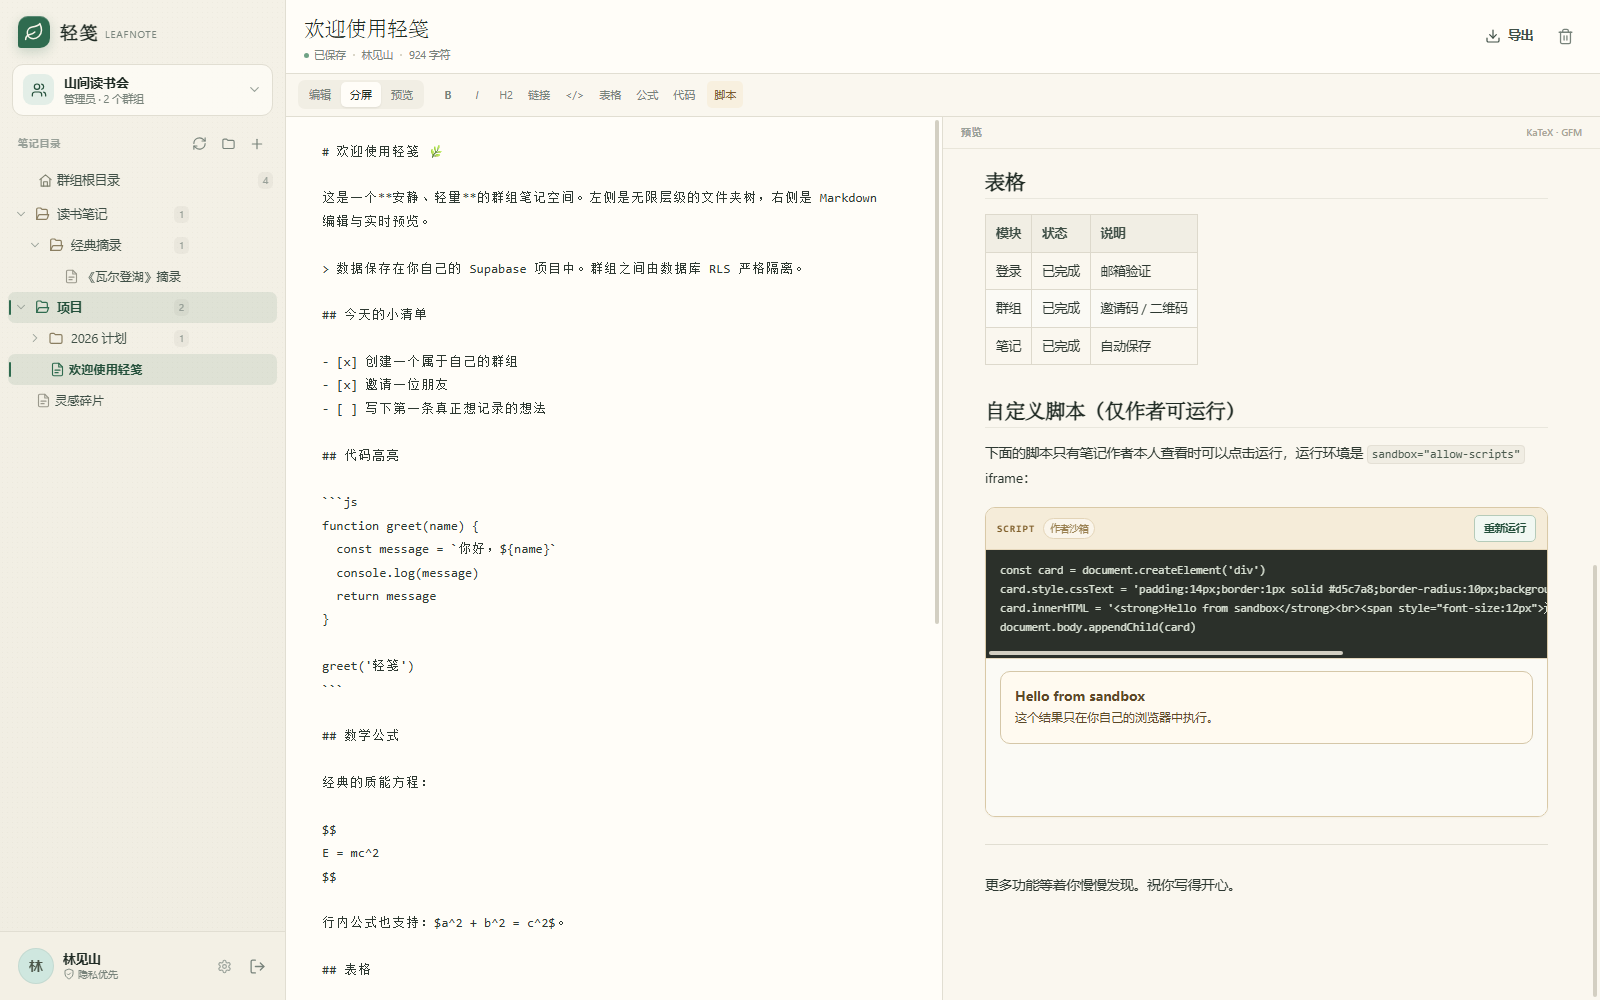 轻笺 LEAFNOTE
山间读书会
管理员 · 2 个群组
笔记目录
群组根目录 4
读书笔记 1
经典摘录 1
《瓦尔登湖》摘录
项目 2
2026 计划 1
欢迎使用轻笺
灵感碎片
林
林见山
隐私优先
欢迎使用轻笺
已保存 · 林见山 · 924 字符
导出
编辑 分屏 预览 B I H2 链接 </> 表格 公式 代码 脚本
# 欢迎使用轻笺 🌿
这是一个**安静、轻量**的群组笔记空间。左侧是无限层级的文件夹树，右侧是 Markdown
编辑与实时预览。
> 数据保存在你自己的 Supabase 项目中。群组之间由数据库 RLS 严格隔离。
## 今天的小清单
- [x] 创建一个属于自己的群组
- [x] 邀请一位朋友
- [ ] 写下第一条真正想记录的想法
## 代码高亮
```js
function greet(name) {
  const message = `你好，${name}`
  console.log(message)
  return message
}
greet('轻笺')
```
## 数学公式
经典的质能方程：
$$
E = mc^2
$$
行内公式也支持：$a^2 + b^2 = c^2$。
## 表格
预览 KaTeX · GFM
表格
模块 状态 说明
登录 已完成 邮箱验证
群组 已完成 邀请码 / 二维码
笔记 已完成 自动保存
自定义脚本（仅作者可运行）
下面的脚本只有笔记作者本人查看时可以点击运行，运行环境是 sandbox="allow-scripts"
iframe：
SCRIPT 作者沙箱 重新运行
const card = document.createElement('div')
card.style.cssText = 'padding:14px;border:1px solid #d5c7a8;border-radius:10px;backgrou
card.innerHTML = '<strong>Hello from sandbox</strong><br><span style="font-size:12px">
document.body.appendChild(card)
Hello from sandbox
这个结果只在你自己的浏览器中执行。
更多功能等着你慢慢发现。祝你写得开心。